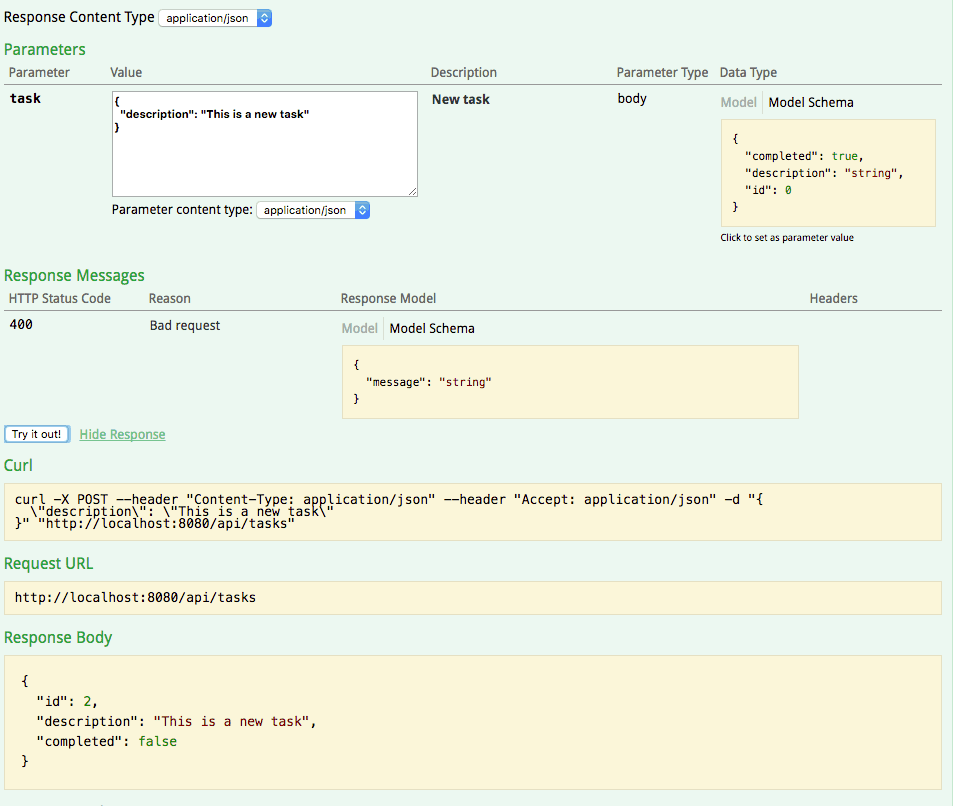 Response Content Type application/json
Parameters
Parameter Value Description Parameter Type Data Type
task
{
"description": "This is a new task"
}
New task body
Model Model Schema
{
"completed": true,
"description": "string",
"id": 0
}
Parameter content type: application/json
Click to set as parameter value
Response Messages
HTTP Status Code Reason Response Model Headers
400 Bad request
Model Model Schema
{
"message": "string"
}
Try it out! Hide Response
Curl
curl -X POST --header "Content-Type: application/json" --header "Accept: application/json" -d "{
\"description\": \"This is a new task\"
}" "http://localhost:8080/api/tasks"
Request URL
http://localhost:8080/api/tasks
Response Body
{
"id": 2,
"description": "This is a new task",
"completed": false
}